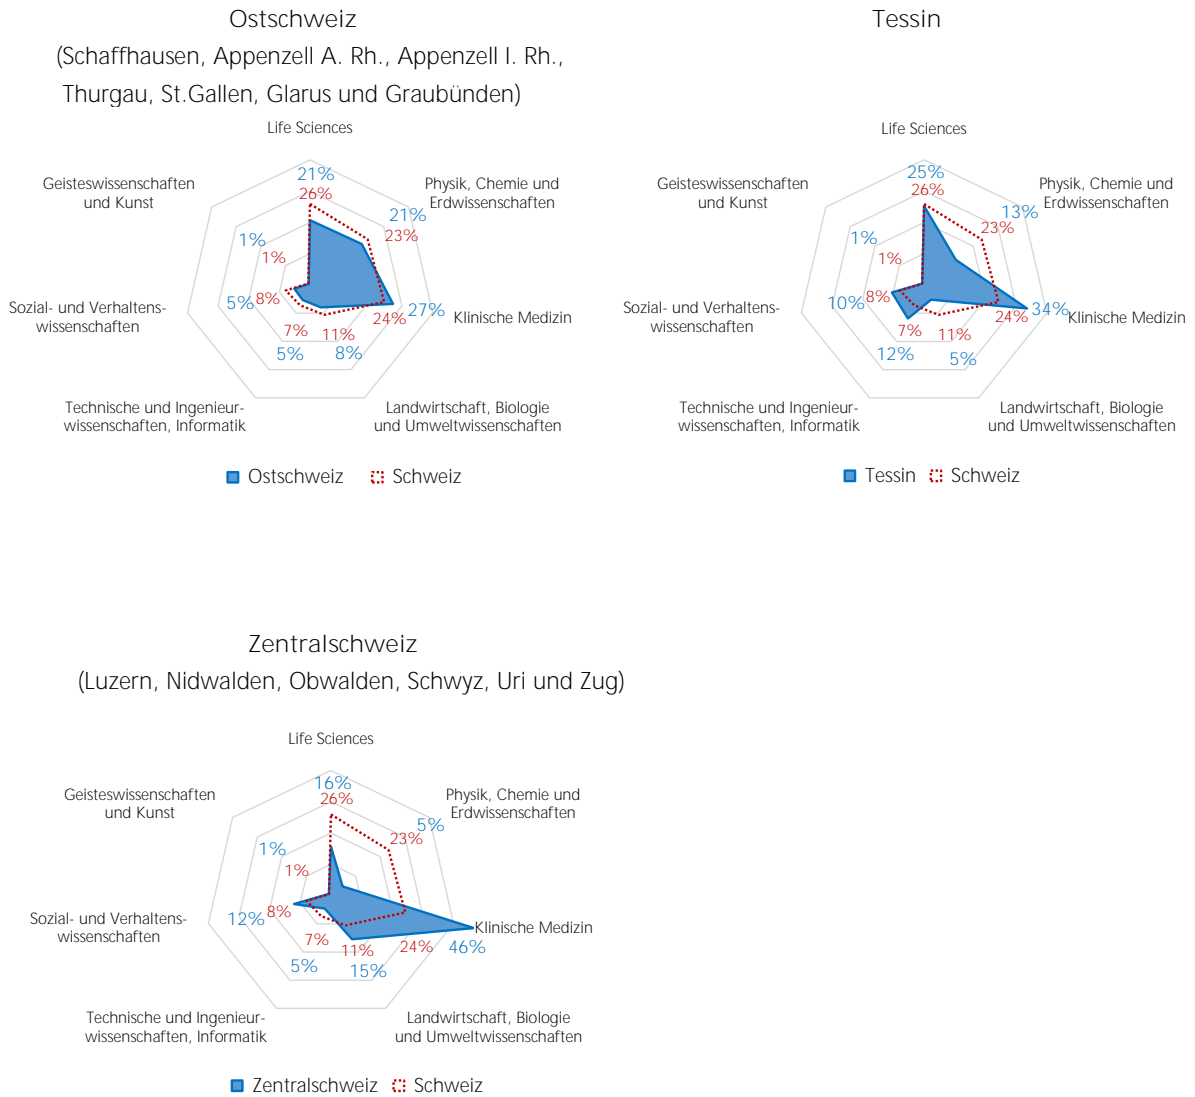 Ostschweiz
(Schaffhausen, Appenzell A. Rh., Appenzell I. Rh.,
Thurgau, St.Gallen, Glarus und Graubünden)
Life Sciences
21%
26%
Physik, Chemie und
Erdwissenschaften
21%
23%
Klinische Medizin
27%
24%
Landwirtschaft, Biologie
und Umweltwissenschaften
11%
8%
Technische und Ingenieur-
wissenschaften, Informatik
7%
5%
Sozial- und Verhaltens-
wissenschaften
5%
8%
Geisteswissenschaften
und Kunst
1%
1%
Ostschweiz
Schweiz
Tessin
Life Sciences
25%
26%
Physik, Chemie und
Erdwissenschaften
13%
23%
Klinische Medizin
34%
24%
Landwirtschaft, Biologie
und Umweltwissenschaften
11%
5%
Technische und Ingenieur-
wissenschaften, Informatik
7%
12%
Sozial- und Verhaltens-
wissenschaften
10%
8%
Geisteswissenschaften
und Kunst
1%
1%
Tessin
Schweiz
Zentralschweiz
(Luzern, Nidwalden, Obwalden, Schwyz, Uri und Zug)
Life Sciences
16%
26%
Physik, Chemie und
Erdwissenschaften
5%
23%
Klinische Medizin
46%
24%
Landwirtschaft, Biologie
und Umweltwissenschaften
11%
15%
Technische und Ingenieur-
wissenschaften, Informatik
7%
5%
Sozial- und Verhaltens-
wissenschaften
12%
8%
Geisteswissenschaften
und Kunst
1%
1%
Zentralschweiz
Schweiz